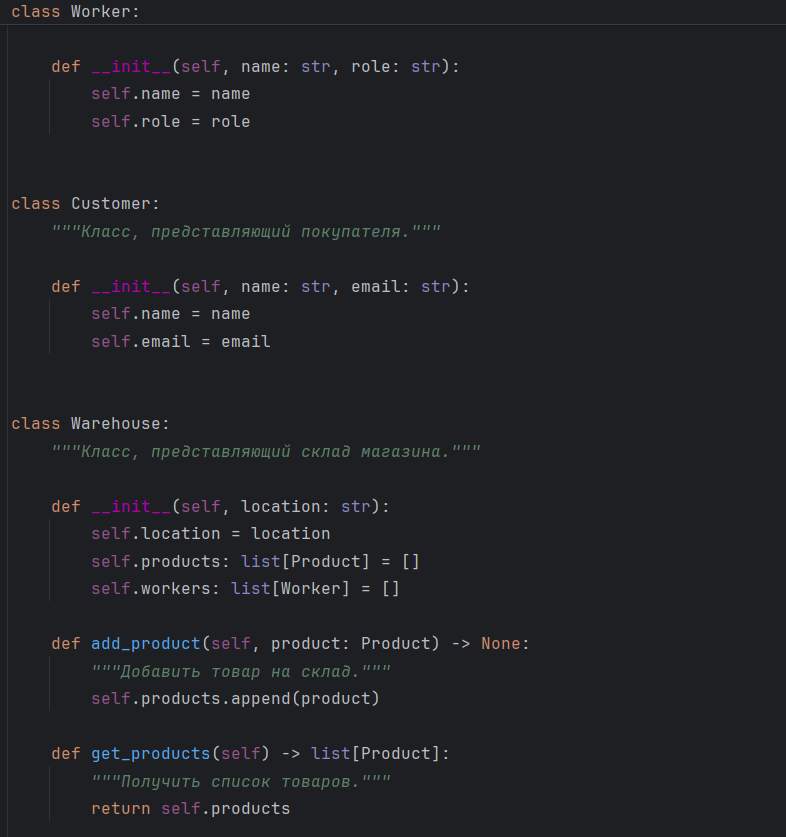 class Worker:
    def __init__(self, name: str, role: str):
        self.name = name
        self.role = role
class Customer:
    """Класс, представляющий покупателя."""
    def __init__(self, name: str, email: str):
        self.name = name
        self.email = email
class Warehouse:
    """Класс, представляющий склад магазина."""
    def __init__(self, location: str):
        self.location = location
        self.products: list[Product] = []
        self.workers: list[Worker] = []
    def add_product(self, product: Product) -> None:
        """Добавить товар на склад."""
        self.products.append(product)
    def get_products(self) -> list[Product]:
        """Получить список товаров."""
        return self.products